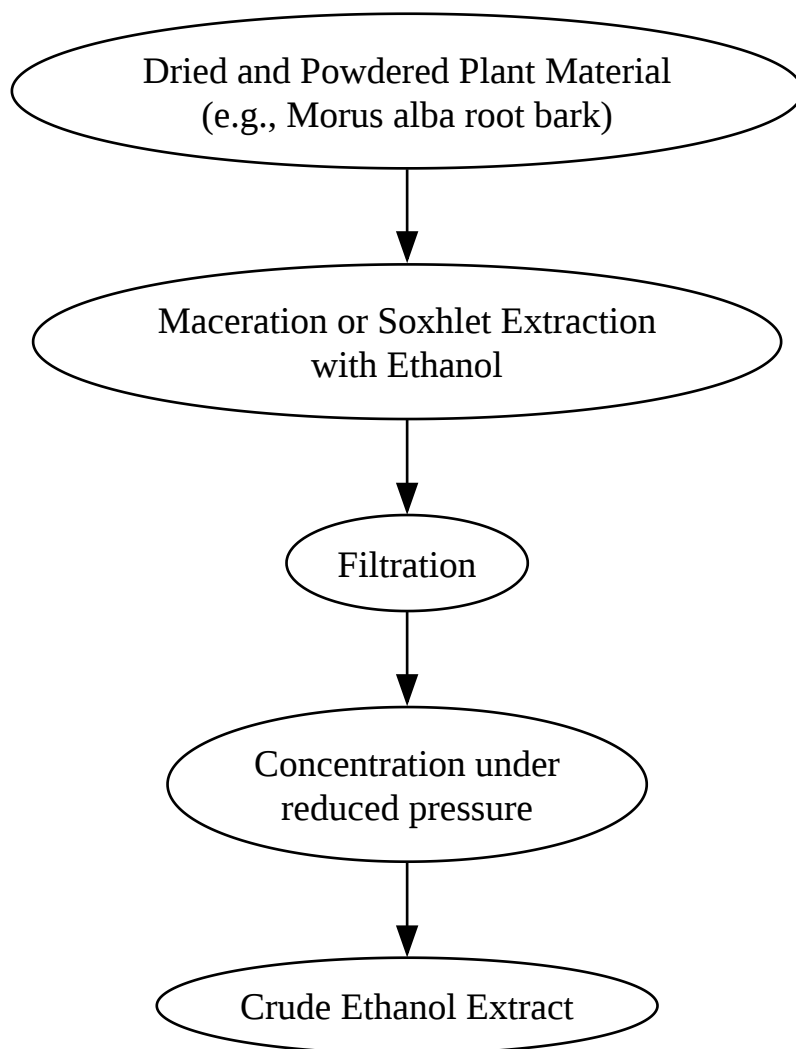 Dried and Powdered Plant Material
(e.g., Morus alba root bark)
Maceration or Soxhlet Extraction
with Ethanol
Filtration
Concentration under
reduced pressure
Crude Ethanol Extract